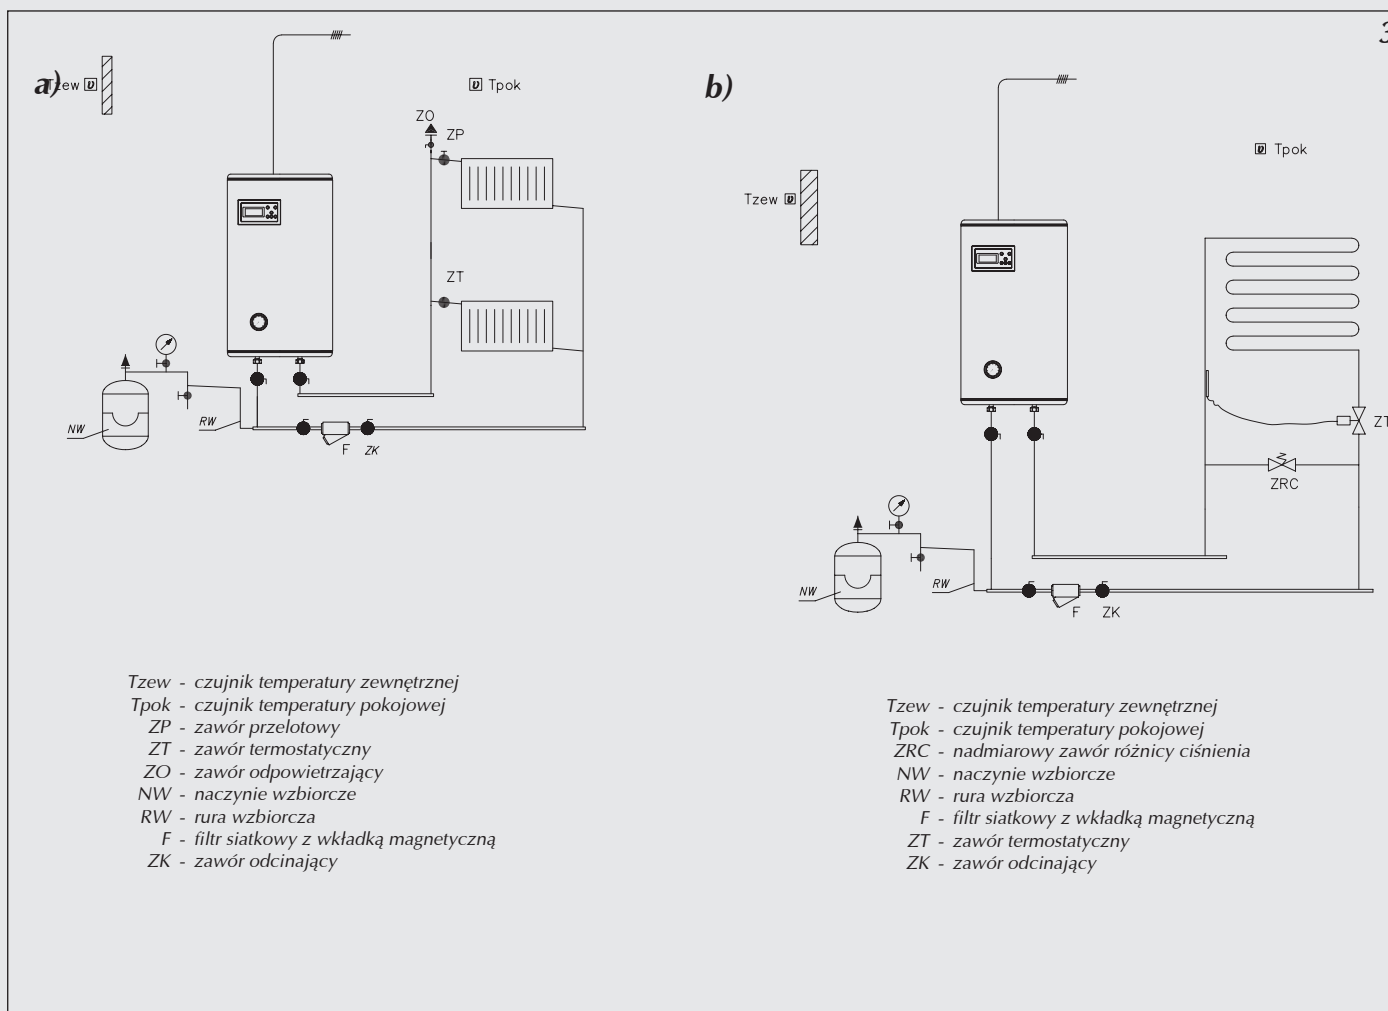 3
a)
Tzew
Tpok
ZO
ZP
ZT
NW
RW
F
ZK
b)
Tpok
Tzew
ZT
ZRC
NW
RW
F
ZK
Tzew - czujnik temperatury zewnętrznej
Tpok - czujnik temperatury pokojowej
ZP - zawór przelotowy
ZT - zawór termostatyczny
ZO - zawór odpowietrzający
NW - naczynie wzbiorcze
RW - rura wzbiorcza
F - filtr siatkowy z wkładką magnetyczną
ZK - zawór odcinający
Tzew - czujnik temperatury zewnętrznej
Tpok - czujnik temperatury pokojowej
ZRC - nadmiarowy zawór różnicy ciśnienia
NW - naczynie wzbiorcze
RW - rura wzbiorcza
F - filtr siatkowy z wkładką magnetyczną
ZT - zawór termostatyczny
ZK - zawór odcinający